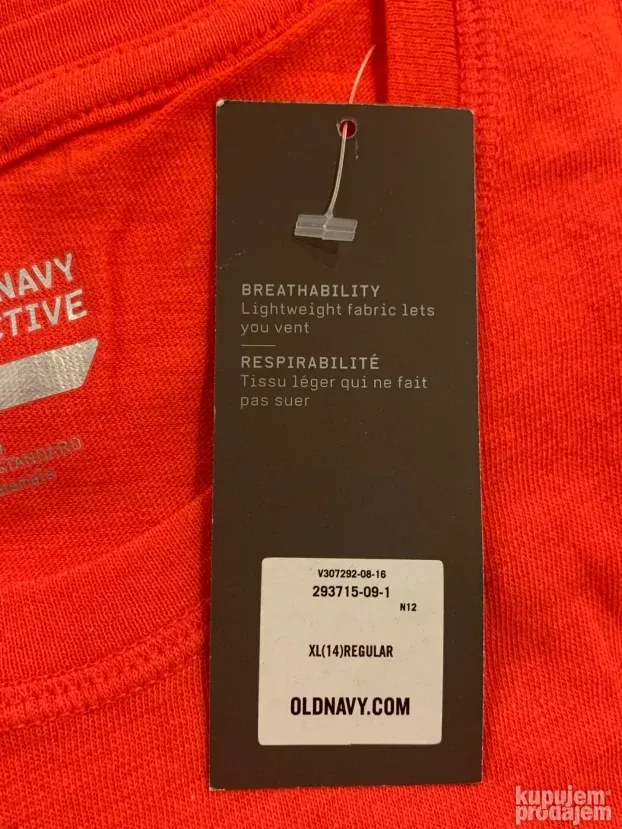 NAVY
CTIVE
STANDARD
BREATHABILITY
Lightweight fabric lets
you vent
RESPIRABILITÉ
Tissu léger qui ne fait
pas suer
V307292-08-16
293715-09-1
N12
XL(14)REGULAR
OLDNAVY.COM
kupujem
prodajem